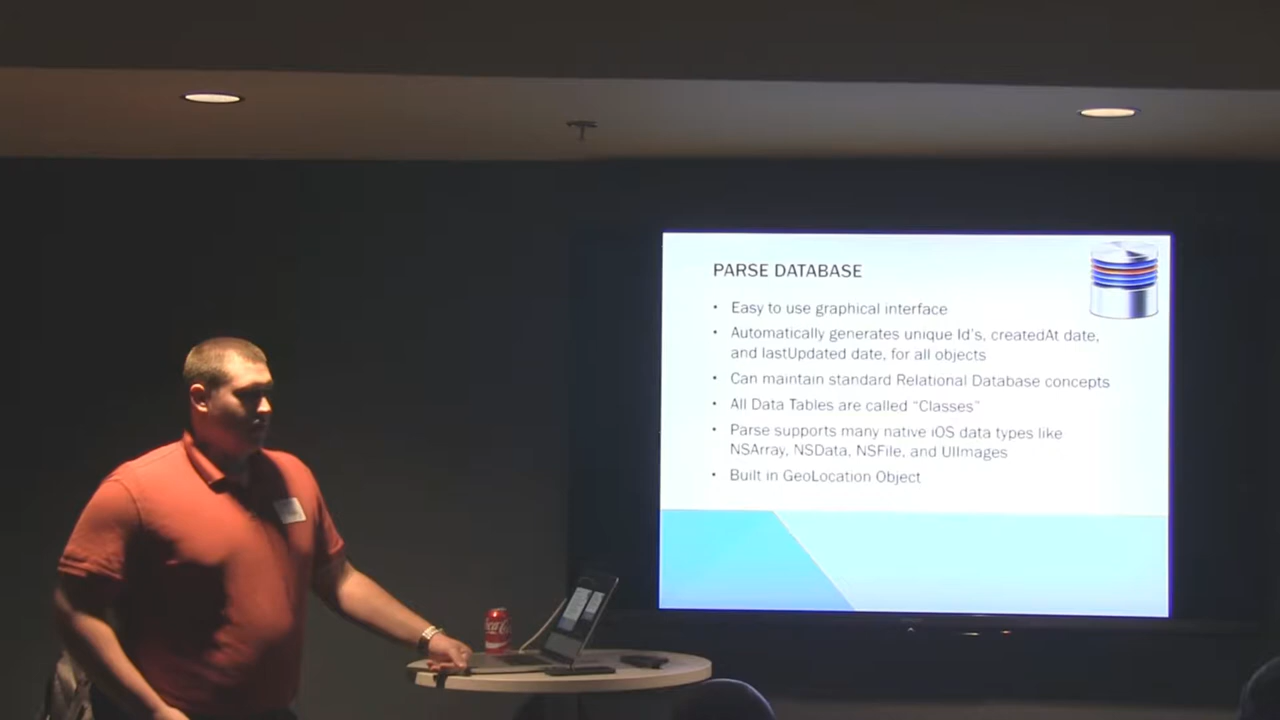 PARSE DATABASE
• Easy to use graphical interface
• Automatically generates unique Id's, createdAt date,
and lastUpdated date, for all objects
• Can maintain standard Relational Database concepts
• All Data Tables are called "Classes"
• Parse supports many native iOS data types like
NSArray, NSData, NSFile, and UIImages
• Built in GeoLocation Object
Coca-Cola